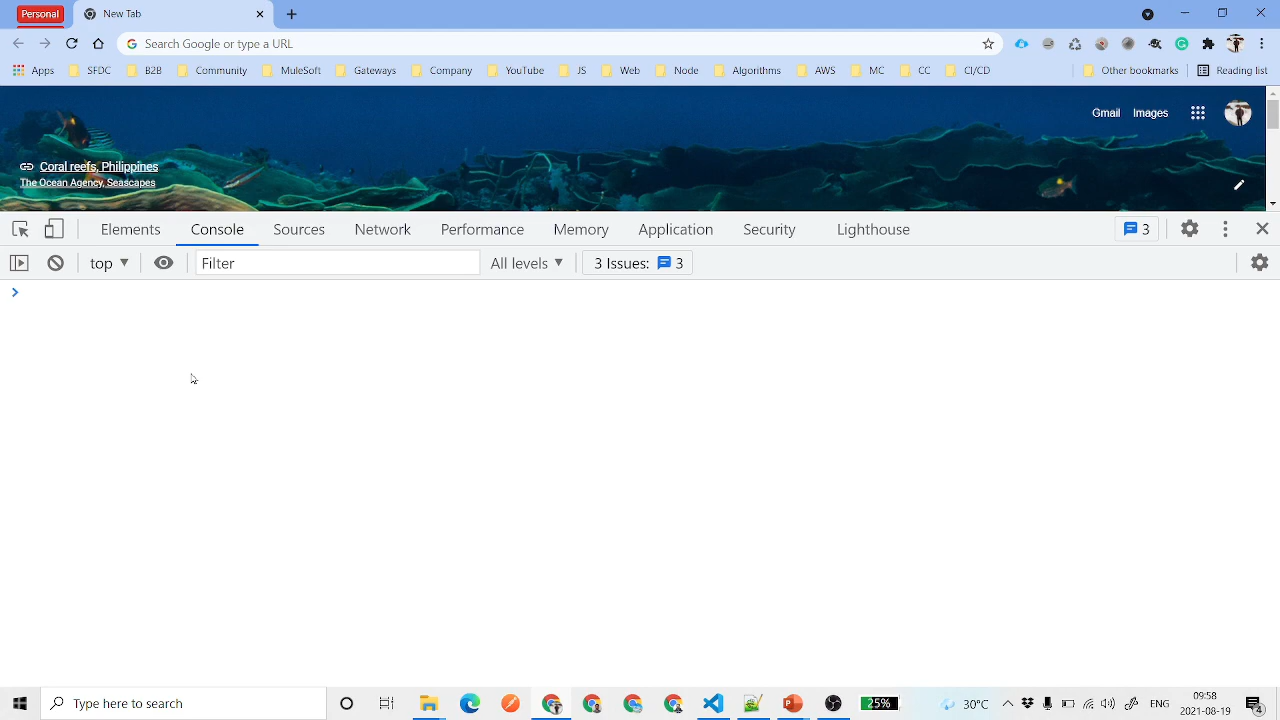 Personal
New Tab
Search Google or type a URL
Apps SFDC B2B Community MuleSoft Gateways Company YouTube JS Web Node Algorithms AWS MC CC CI/CD Other bookmarks Reading list
Gmail Images
Coral reefs, Philippines
The Ocean Agency, Seascapes
Elements Console Sources Network Performance Memory Application Security Lighthouse 3
top Filter All levels 3 Issues: 3
Type here to search
25%
30°C
ENG
09:58
2021-08-19
4